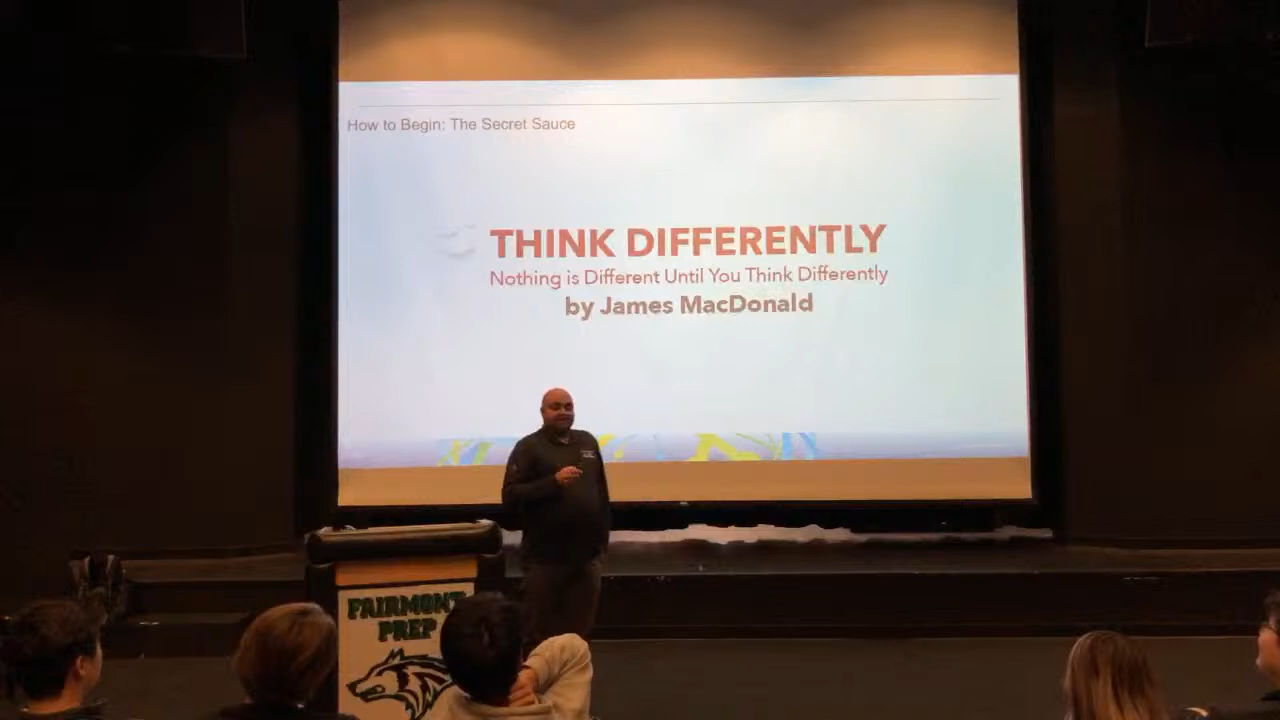 How to Begin: The Secret Sauce
THINK DIFFERENTLY
Nothing is Different Until You Think Differently
by James MacDonald
FAIRMONT
PREP